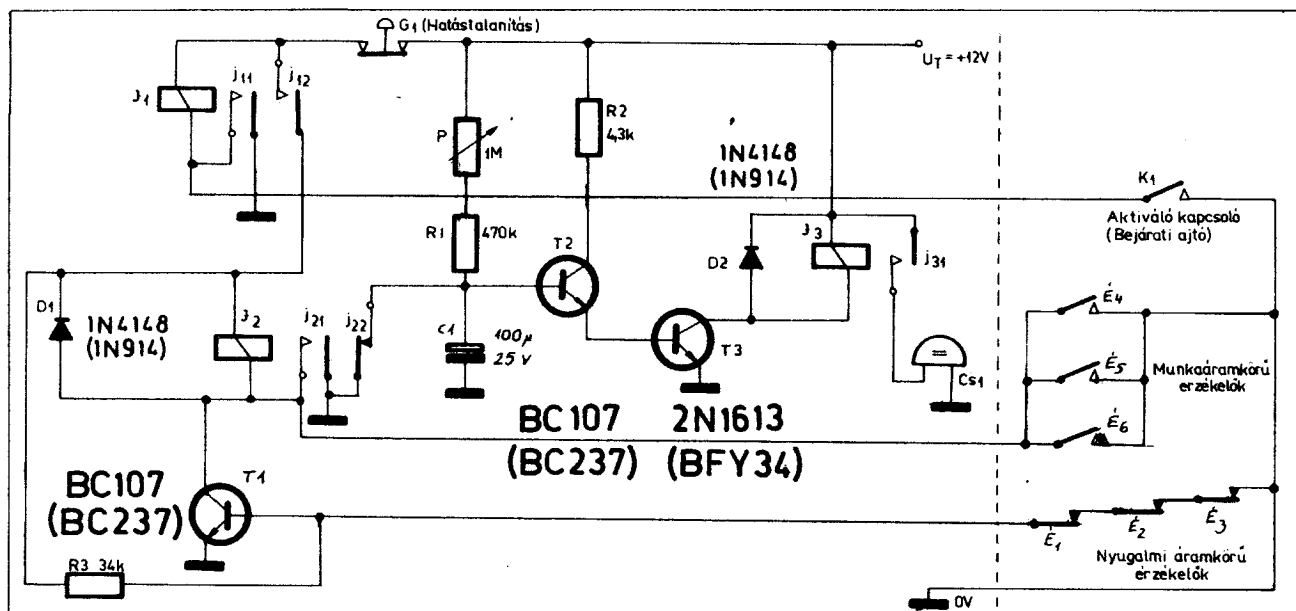 G1 (Hatástalanítás)
UT = +12V
J1
j11
j12
P
1M
R2
4,3k
1N4148
(1N914)
K1
Aktiváló kapcsoló
(Bejárati ajtó)
R1
470k
T2
D2
J3
j31
D1
1N4148
(1N914)
J2
j21
j22
C1
100µ
25 V
T3
Cs1
É4
É5
É6
Munkaáramkörű
érzékelők
BC107
(BC237)
2N1613
(BFY34)
BC107
(BC237)
T1
É1
É2
É3
Nyugalmi áramkörű
érzékelők
R3 34k
0V